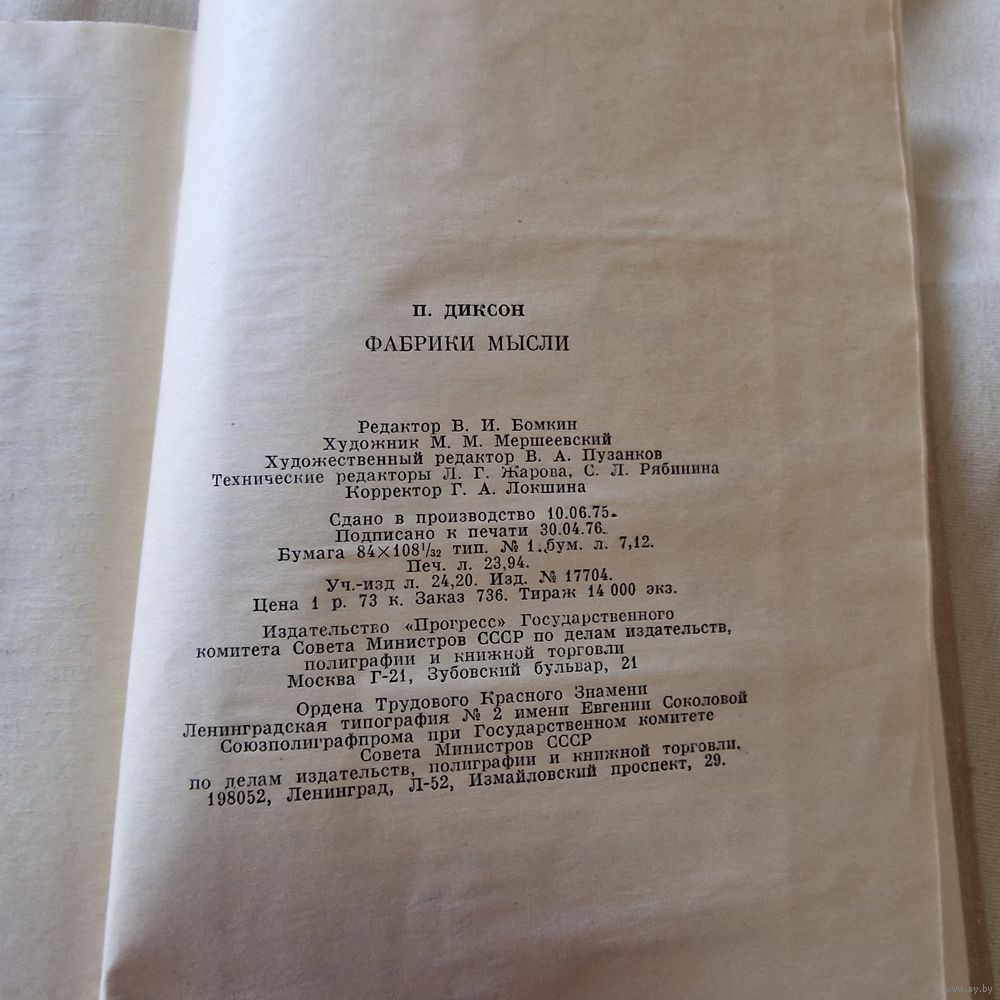 П. ДИКСОН
ФАБРИКИ МЫСЛИ
Редактор В. И. Бомкин
Художник М. М. Мершеевский
Художественный редактор В. А. Пузанков
Технические редакторы Л. Г. Жарова, С. Л. Рябинина
Корректор Г. А. Локшина
Сдано в производство 10.06.75.
Подписано к печати 30.04.76.
Бумага 84×108¹/₃₂ тип. № 1. бум. л. 7,12.
Печ. л. 23,94.
Уч.-изд л. 24,20. Изд. № 17704.
Цена 1 р. 73 к. Заказ 736. Тираж 14 000 экз.
Издательство «Прогресс» Государственного
комитета Совета Министров СССР по делам издательств,
полиграфии и книжной торговли
Москва Г-21, Зубовский бульвар, 21
Ордена Трудового Красного Знамени
Ленинградская типография № 2 имени Евгении Соколовой
Союзполиграфпрома при Государственном комитете
Совета Министров СССР
по делам издательств, полиграфии и книжной торговли.
198052, Ленинград, Л-52, Измайловский проспект, 29.
www.ay.by